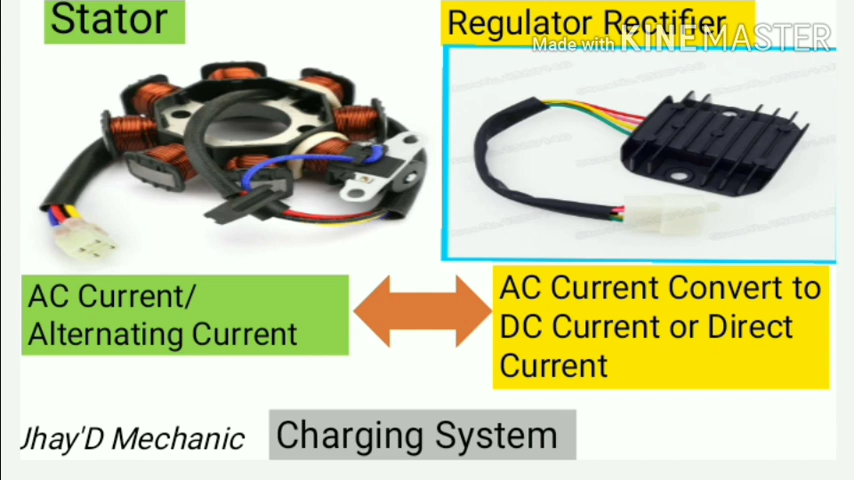 Stator
Regulator Rectifier
Made with KINEMASTER
AC Current/
Alternating Current
AC Current Convert to
DC Current or Direct
Current
Jhay'D Mechanic
Charging System